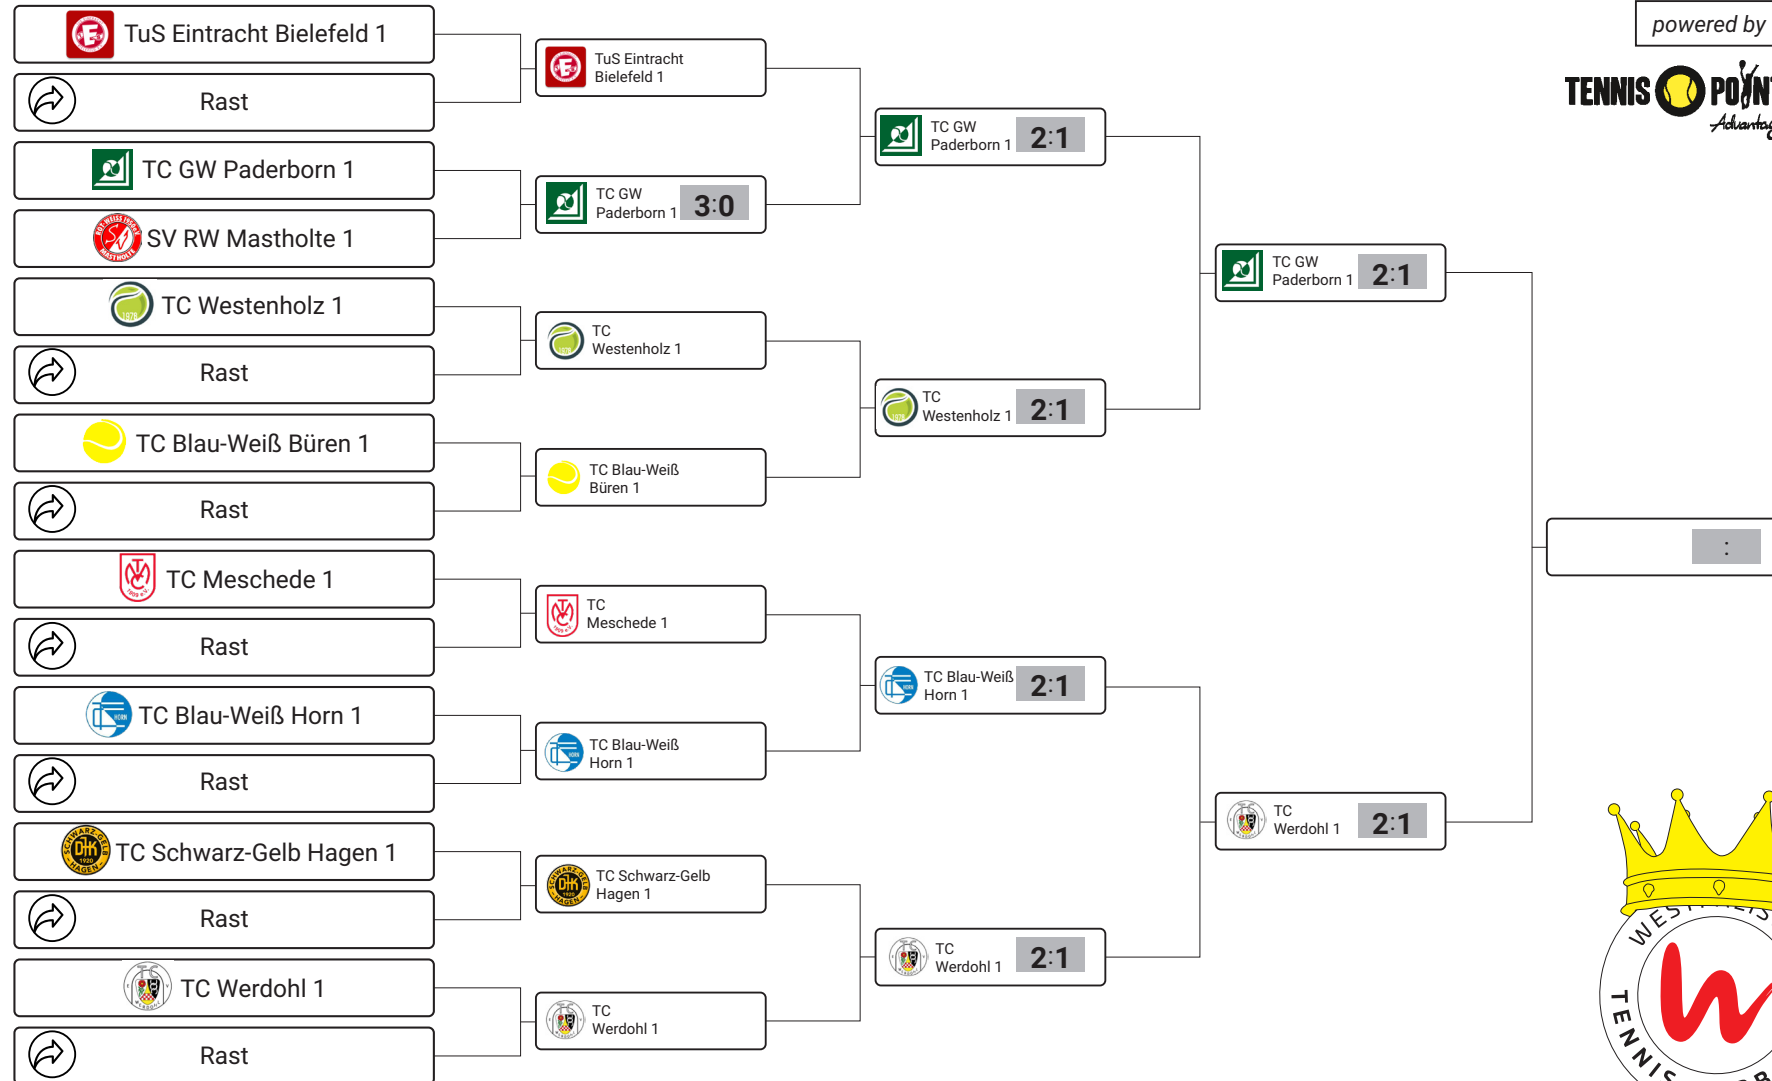 TuS Eintracht Bielefeld 1
Rast
TC GW Paderborn 1
SV RW Mastholte 1
TC Westenholz 1
Rast
TC Blau-Weiß Büren 1
Rast
TC Meschede 1
Rast
TC Blau-Weiß Horn 1
Rast
TC Schwarz-Gelb Hagen 1
Rast
TC Werdohl 1
Rast
TuS Eintracht
Bielefeld 1
TC GW
Paderborn 1
3:0
TC
Westenholz 1
TC Blau-Weiß
Büren 1
TC
Meschede 1
TC Blau-Weiß
Horn 1
TC Schwarz-Gelb
Hagen 1
TC
Werdohl 1
TC GW
Paderborn 1
2:1
TC
Westenholz 1
2:1
TC Blau-Weiß
Horn 1
2:1
TC
Werdohl 1
2:1
TC GW
Paderborn 1
2:1
TC
Werdohl 1
2:1
:
powered by
TENNIS POINT